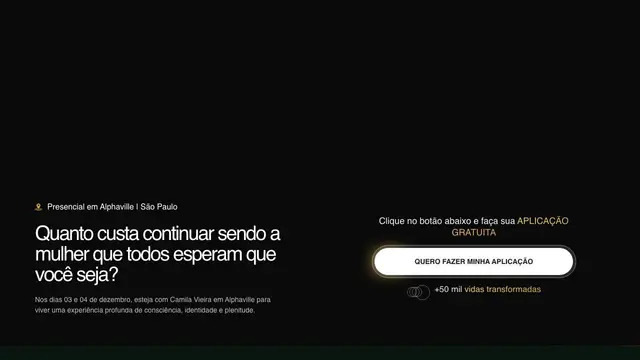 Presencial em Alphaville | São Paulo
Quanto custa continuar sendo a
mulher que todos esperam que
você seja?
Nos dias 03 e 04 de dezembro, esteja com Camila Vieira em Alphaville para
viver uma experiência profunda de consciência, identidade e plenitude.
Clique no botão abaixo e faça sua APLICAÇÃO
GRATUITA
QUERO FAZER MINHA APLICAÇÃO
+50 mil vidas transformadas